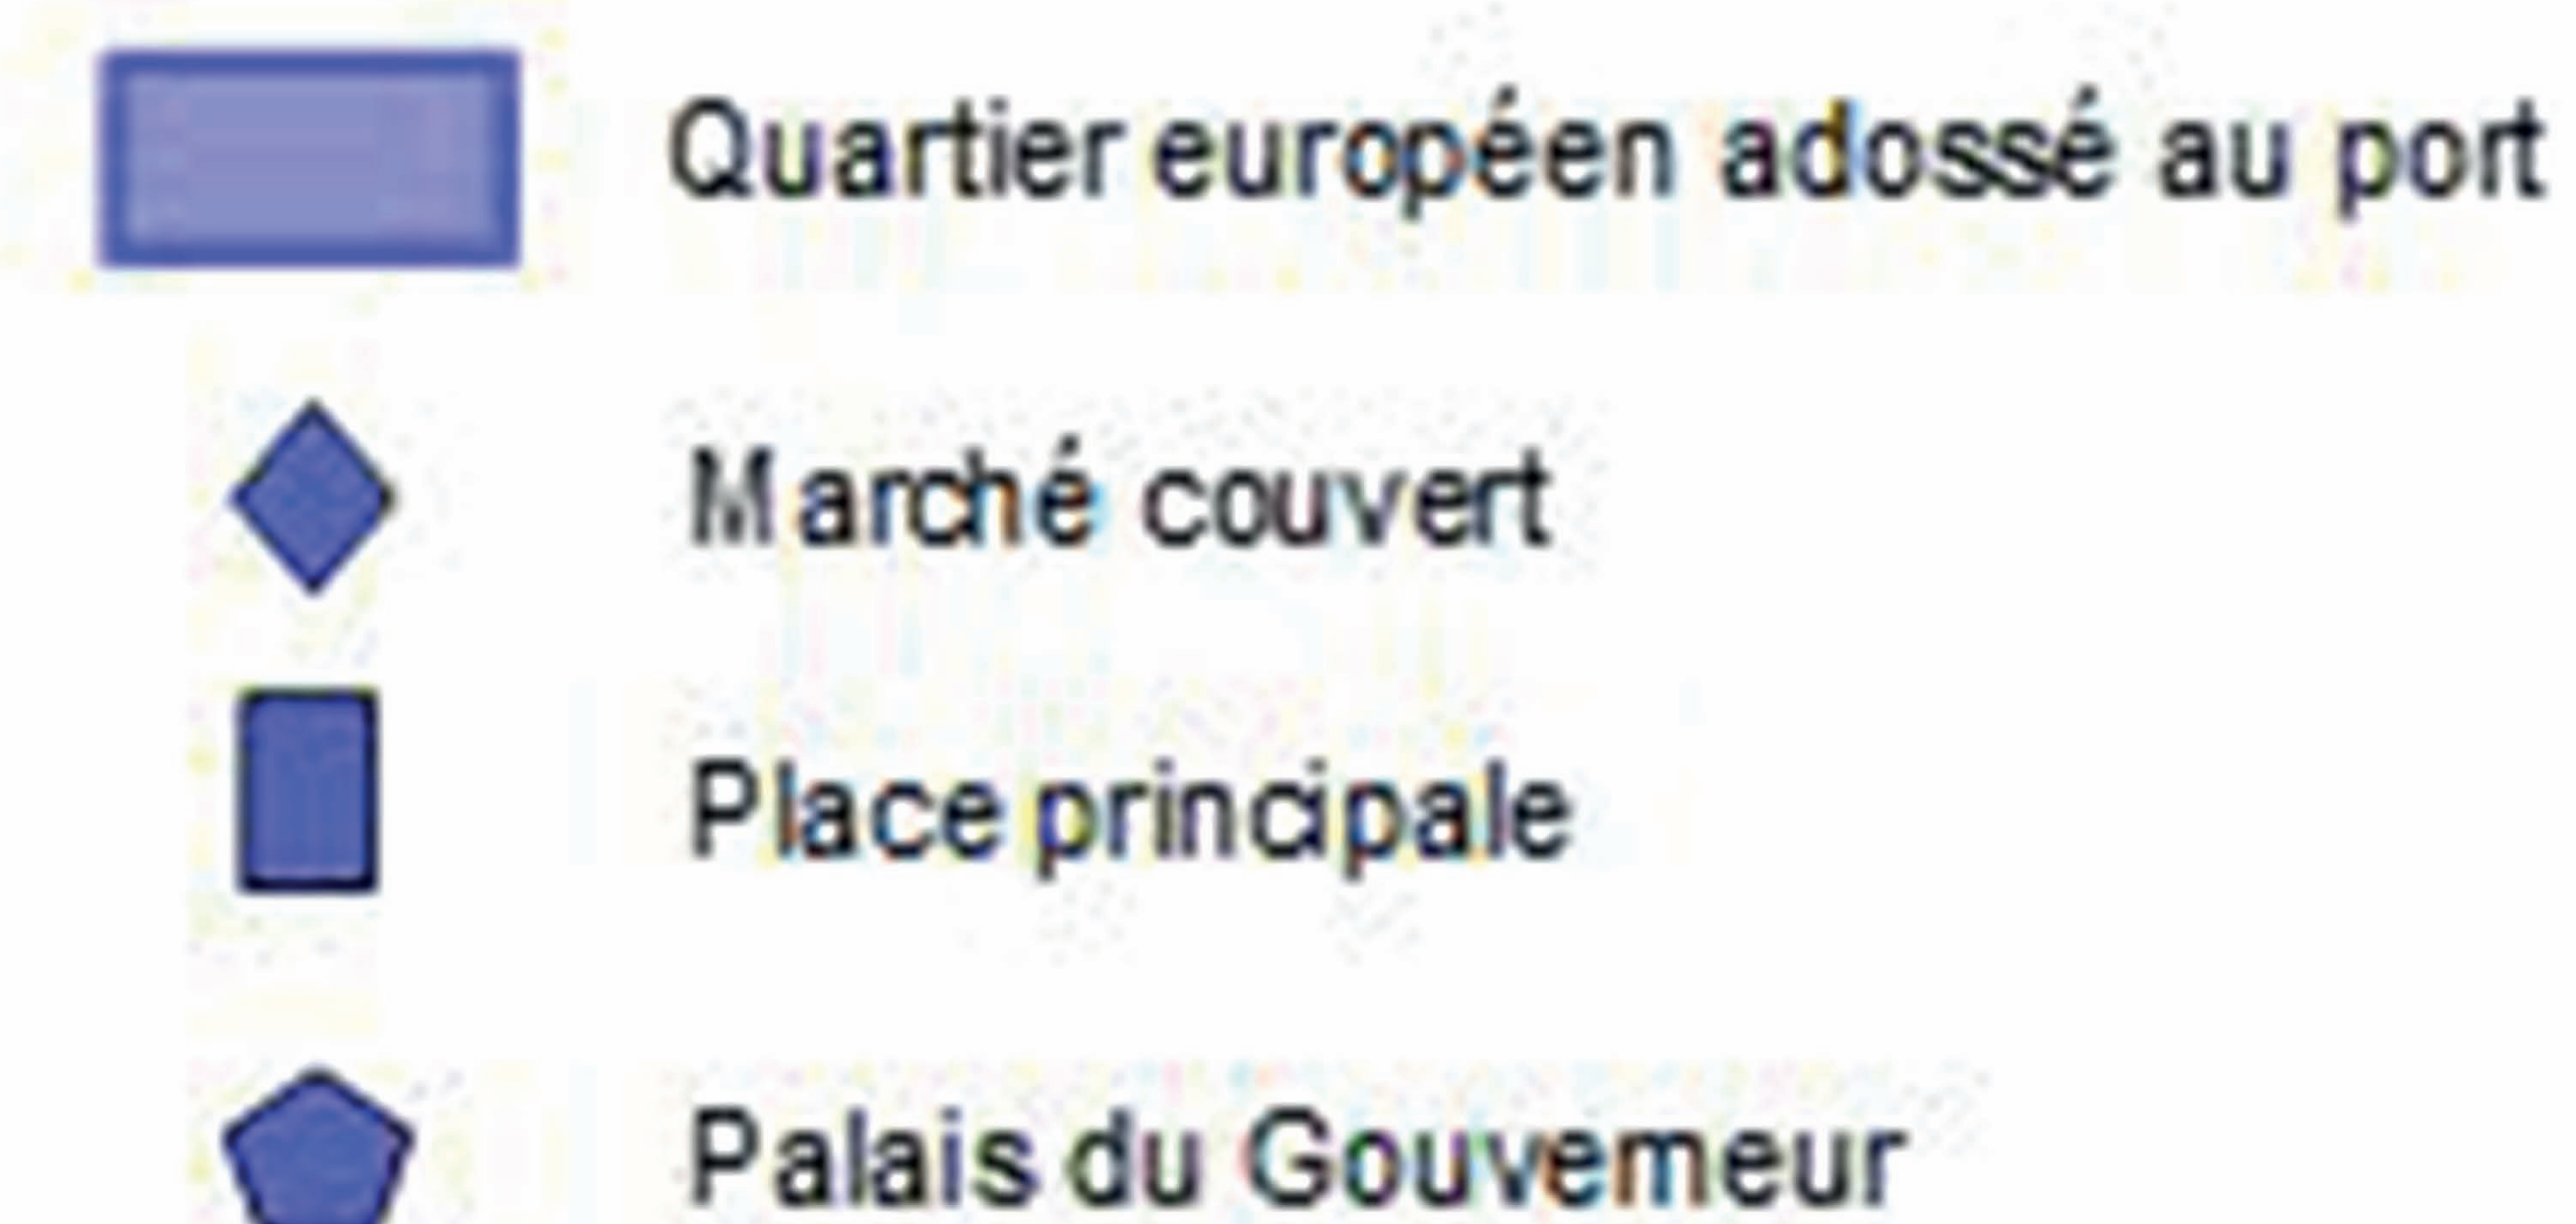 Quartier européen adossé au port
Marché couvert
Place principale
Palais du Gouverneur